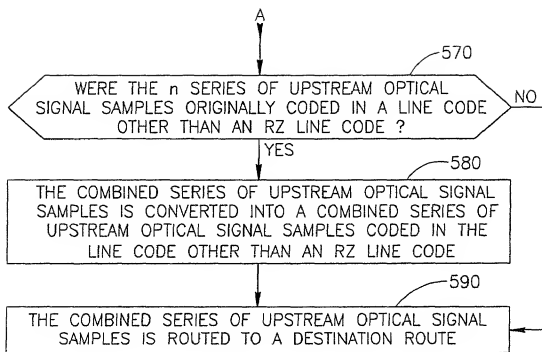 A
570
WERE THE n SERIES OF UPSTREAM OPTICAL
SIGNAL SAMPLES ORIGINALLY CODED IN A LINE CODE
OTHER THAN AN RZ LINE CODE ?
NO
YES
580
THE COMBINED SERIES OF UPSTREAM OPTICAL SIGNAL
SAMPLES IS CONVERTED INTO A COMBINED SERIES OF
UPSTREAM OPTICAL SIGNAL SAMPLES CODED IN THE
LINE CODE OTHER THAN AN RZ LINE CODE
590
THE COMBINED SERIES OF UPSTREAM OPTICAL SIGNAL
SAMPLES IS ROUTED TO A DESTINATION ROUTE